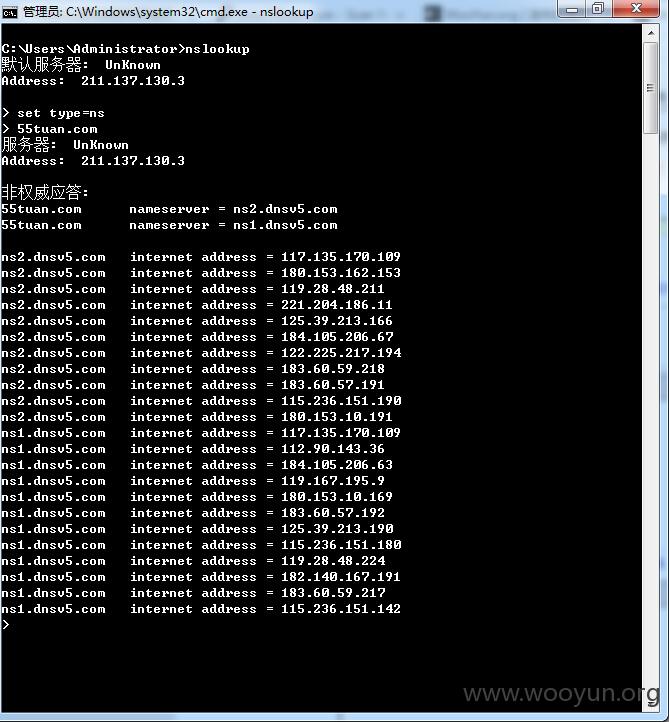 管理员: C:\Windows\system32\cmd.exe - nslookup
C:\Users\Administrator>nslookup
默认服务器:  UnKnown
Address:  211.137.130.3
> set type=ns
> 55tuan.com
服务器:  UnKnown
Address:  211.137.130.3
非权威应答:
55tuan.com      nameserver = ns2.dnsv5.com
55tuan.com      nameserver = ns1.dnsv5.com
ns2.dnsv5.com   internet address = 117.135.170.109
ns2.dnsv5.com   internet address = 180.153.162.153
ns2.dnsv5.com   internet address = 119.28.48.211
ns2.dnsv5.com   internet address = 221.204.186.11
ns2.dnsv5.com   internet address = 125.39.213.166
ns2.dnsv5.com   internet address = 184.105.206.67
ns2.dnsv5.com   internet address = 122.225.217.194
ns2.dnsv5.com   internet address = 183.60.59.218
ns2.dnsv5.com   internet address = 183.60.57.191
ns2.dnsv5.com   internet address = 115.236.151.190
ns2.dnsv5.com   internet address = 180.153.10.191
ns1.dnsv5.com   internet address = 117.135.170.109
ns1.dnsv5.com   internet address = 112.90.143.36
ns1.dnsv5.com   internet address = 184.105.206.63
ns1.dnsv5.com   internet address = 119.167.195.9
ns1.dnsv5.com   internet address = 180.153.10.169
ns1.dnsv5.com   internet address = 183.60.57.192
ns1.dnsv5.com   internet address = 125.39.213.190
ns1.dnsv5.com   internet address = 115.236.151.180
ns1.dnsv5.com   internet address = 119.28.48.224
ns1.dnsv5.com   internet address = 182.140.167.191
ns1.dnsv5.com   internet address = 183.60.59.217
ns1.dnsv5.com   internet address = 115.236.151.142
>
www.wooyun.org